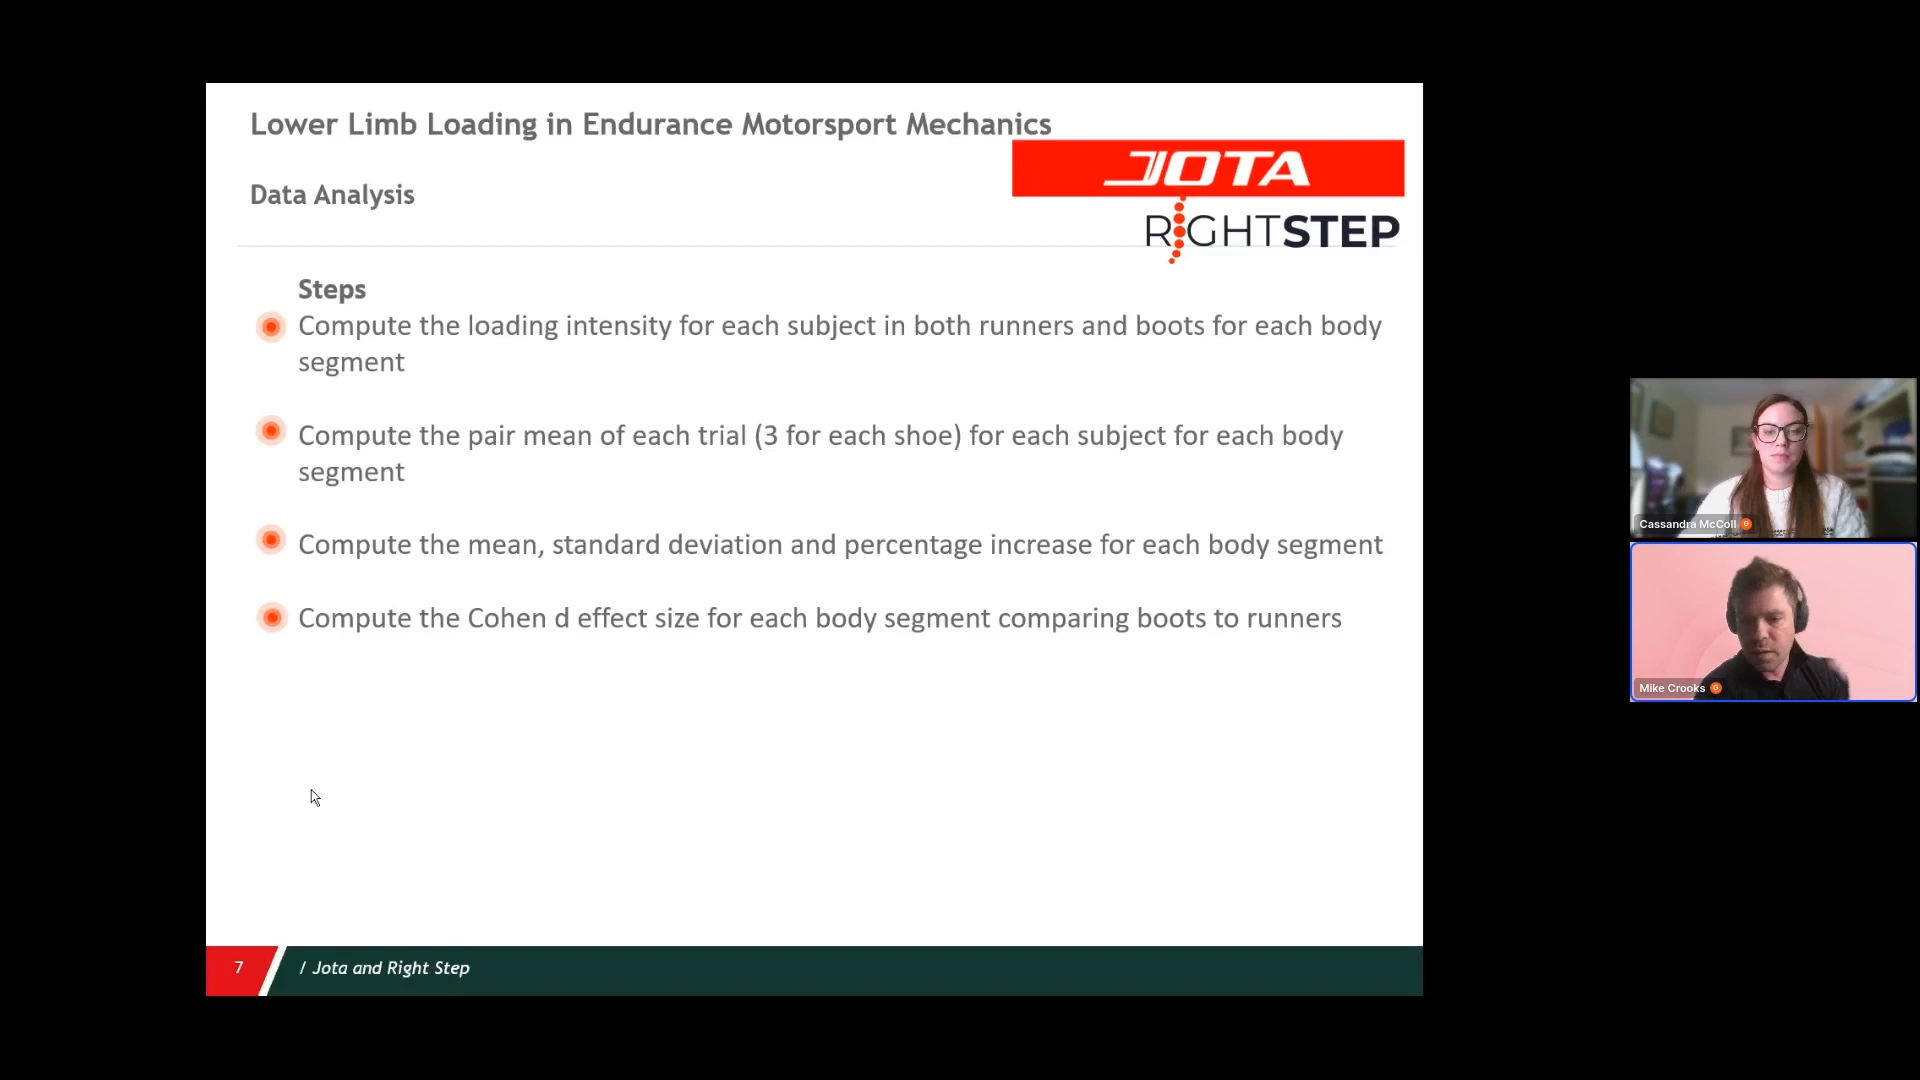 Lower Limb Loading in Endurance Motorsport Mechanics
JOTA
Data Analysis
RIGHTSTEP
Steps
Compute the loading intensity for each subject in both runners and boots for each body
segment
Compute the pair mean of each trial (3 for each shoe) for each subject for each body
segment
Compute the mean, standard deviation and percentage increase for each body segment
Compute the Cohen d effect size for each body segment comparing boots to runners
7
/ Jota and Right Step
Cassandra McColl
Mike Crooks